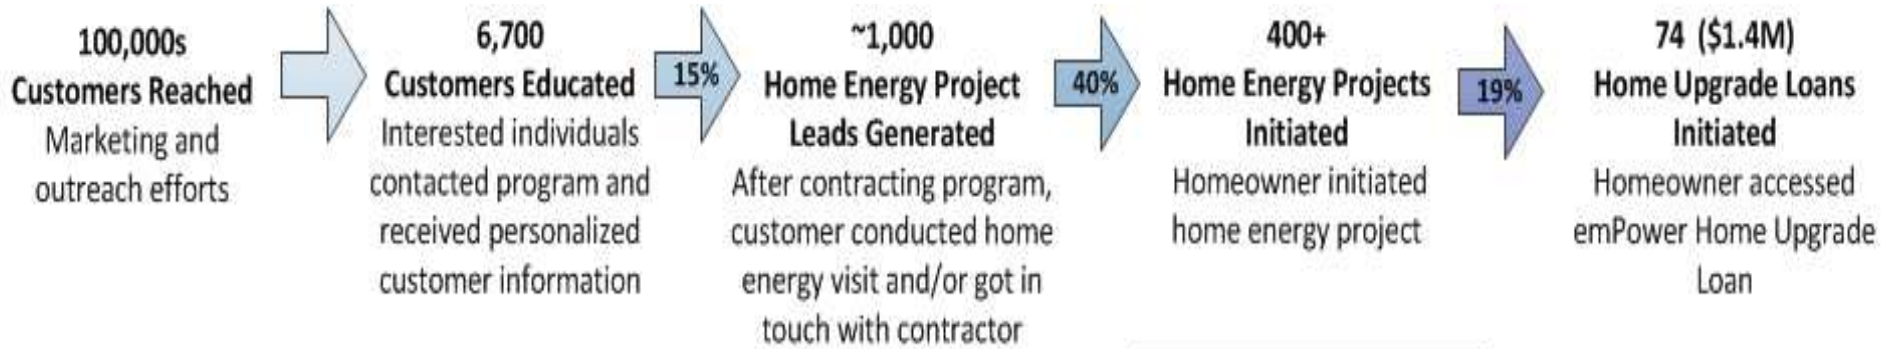 100,000s
Customers Reached
Marketing and
outreach efforts
6,700
Customers Educated
Interested individuals
contacted program and
received personalized
customer information
15%
~1,000
Home Energy Project
Leads Generated
After contracting program,
customer conducted home
energy visit and/or got in
touch with contractor
40%
400+
Home Energy Projects
Initiated
Homeowner initiated
home energy project
19%
74 ($1.4M)
Home Upgrade Loans
Initiated
Homeowner accessed
emPower Home Upgrade
Loan